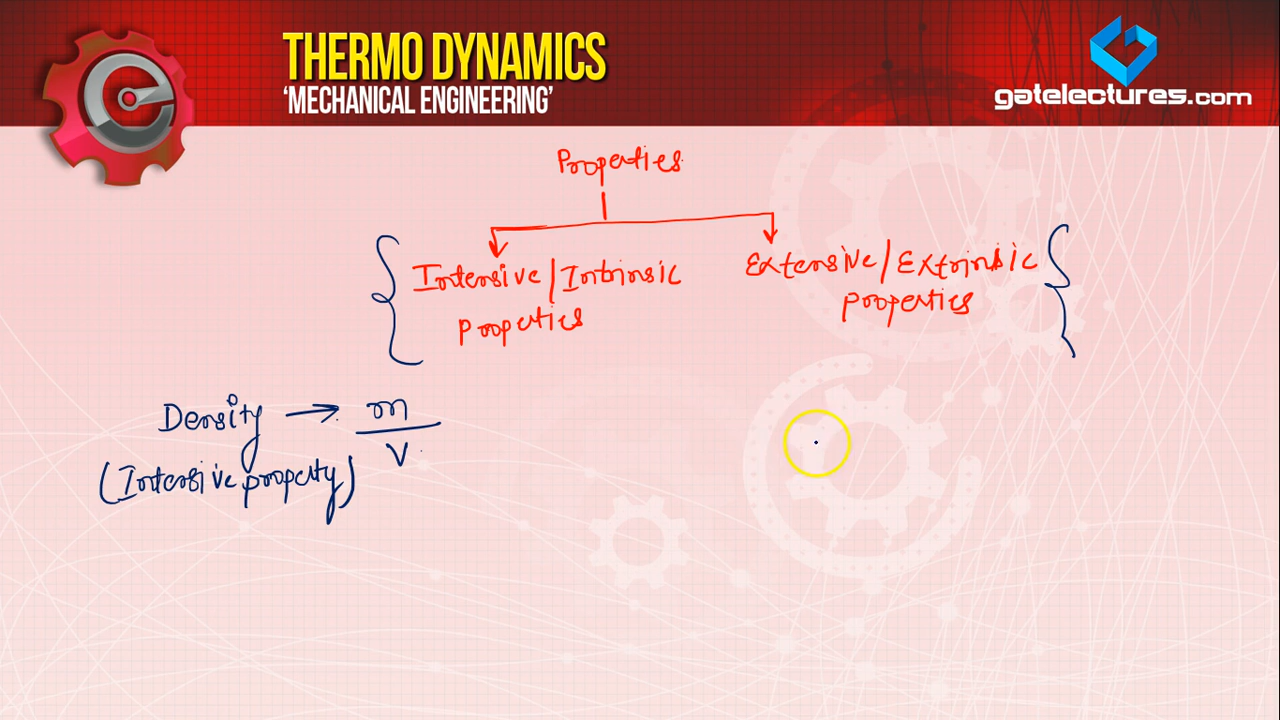 THERMO DYNAMICS
‘MECHANICAL ENGINEERING’
gatelectures.com
Properties
Intensive/Intrinsic
Properties
Extensive/Extrinsic
Properties
Density → m
V
(Intensive property)